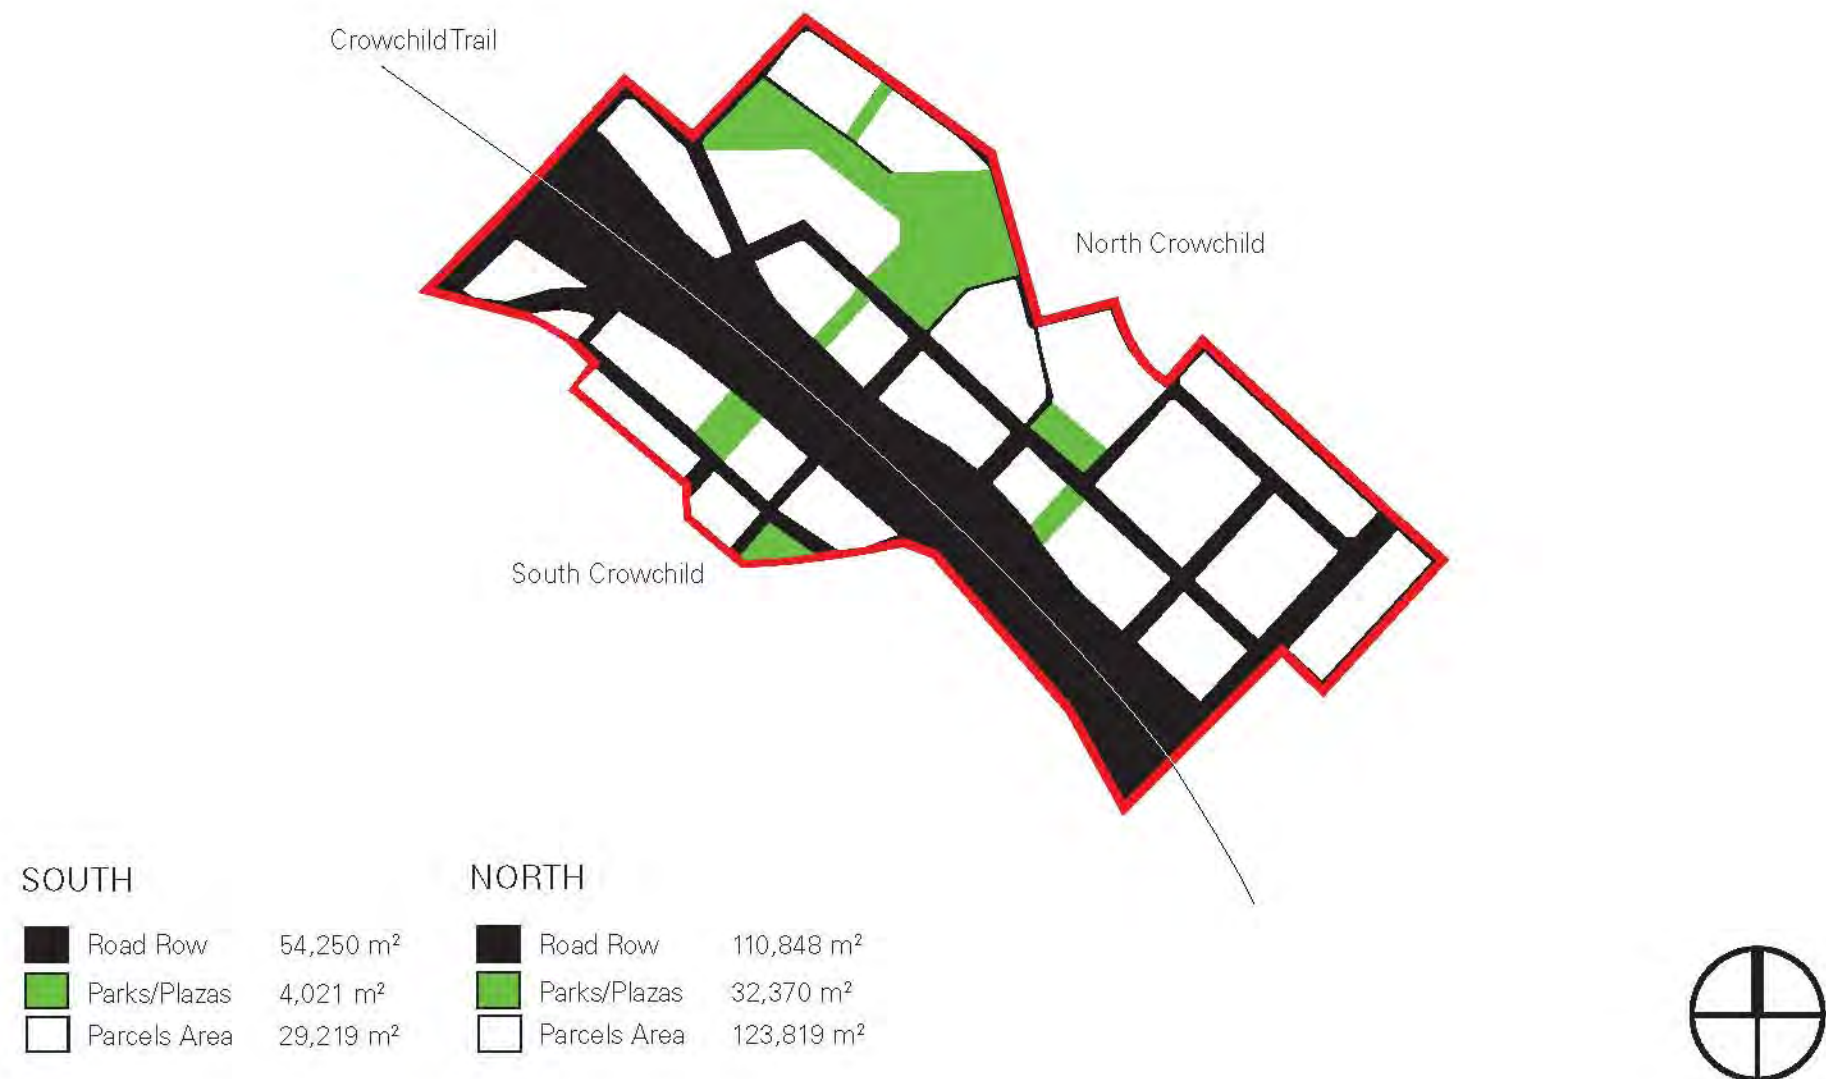 Crowchild Trail
North Crowchild
South Crowchild
SOUTH
Road Row 54,250 m²
Parks/Plazas 4,021 m²
Parcels Area 29,219 m²
NORTH
Road Row 110,848 m²
Parks/Plazas 32,370 m²
Parcels Area 123,819 m²